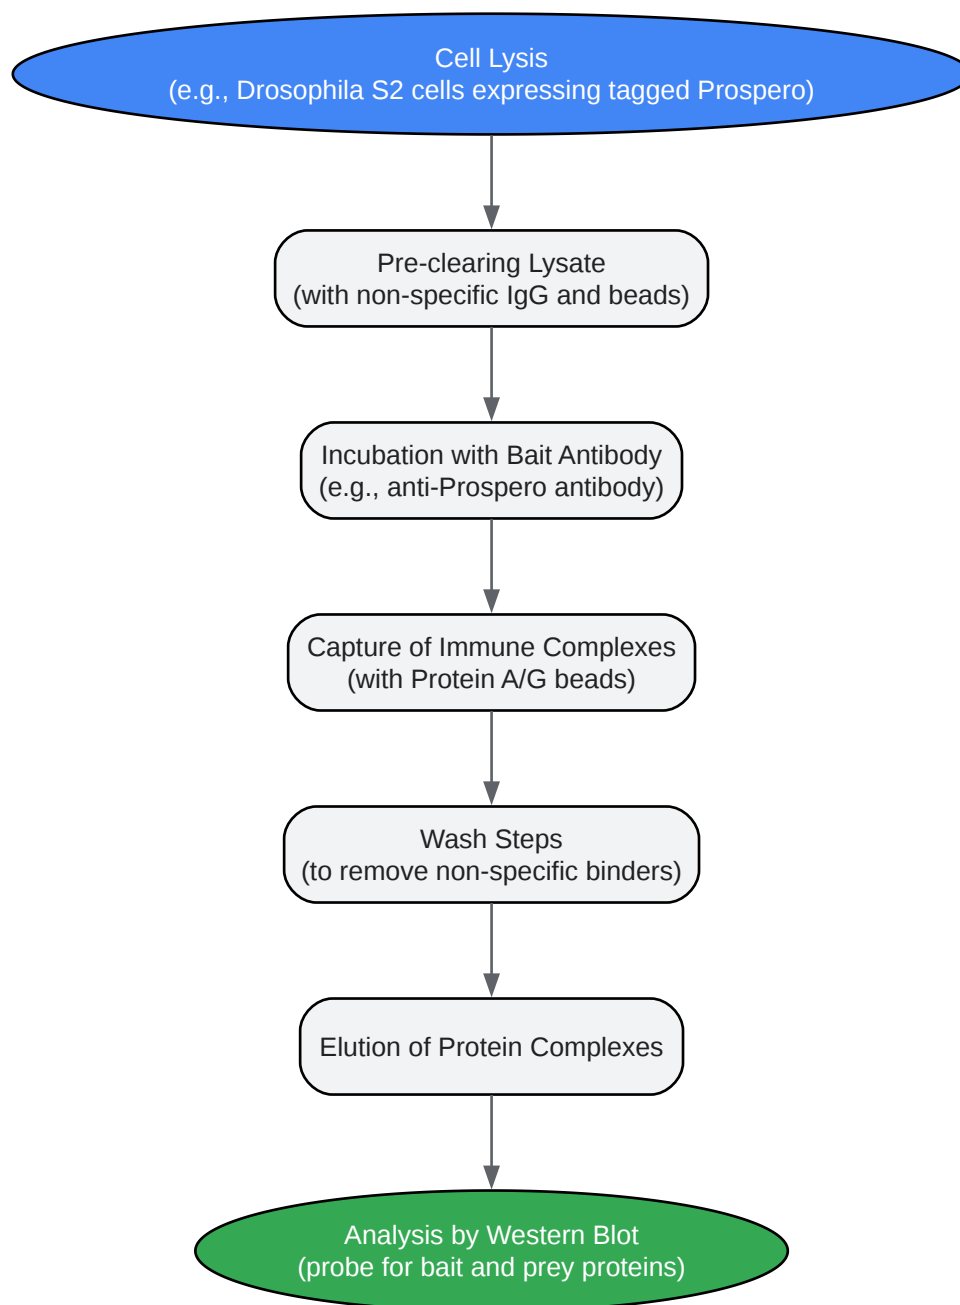 Cell Lysis
(e.g., Drosophila S2 cells expressing tagged Prospero)
Pre-clearing Lysate
(with non-specific IgG and beads)
Incubation with Bait Antibody
(e.g., anti-Prospero antibody)
Capture of Immune Complexes
(with Protein A/G beads)
Wash Steps
(to remove non-specific binders)
Elution of Protein Complexes
Analysis by Western Blot
(probe for bait and prey proteins)